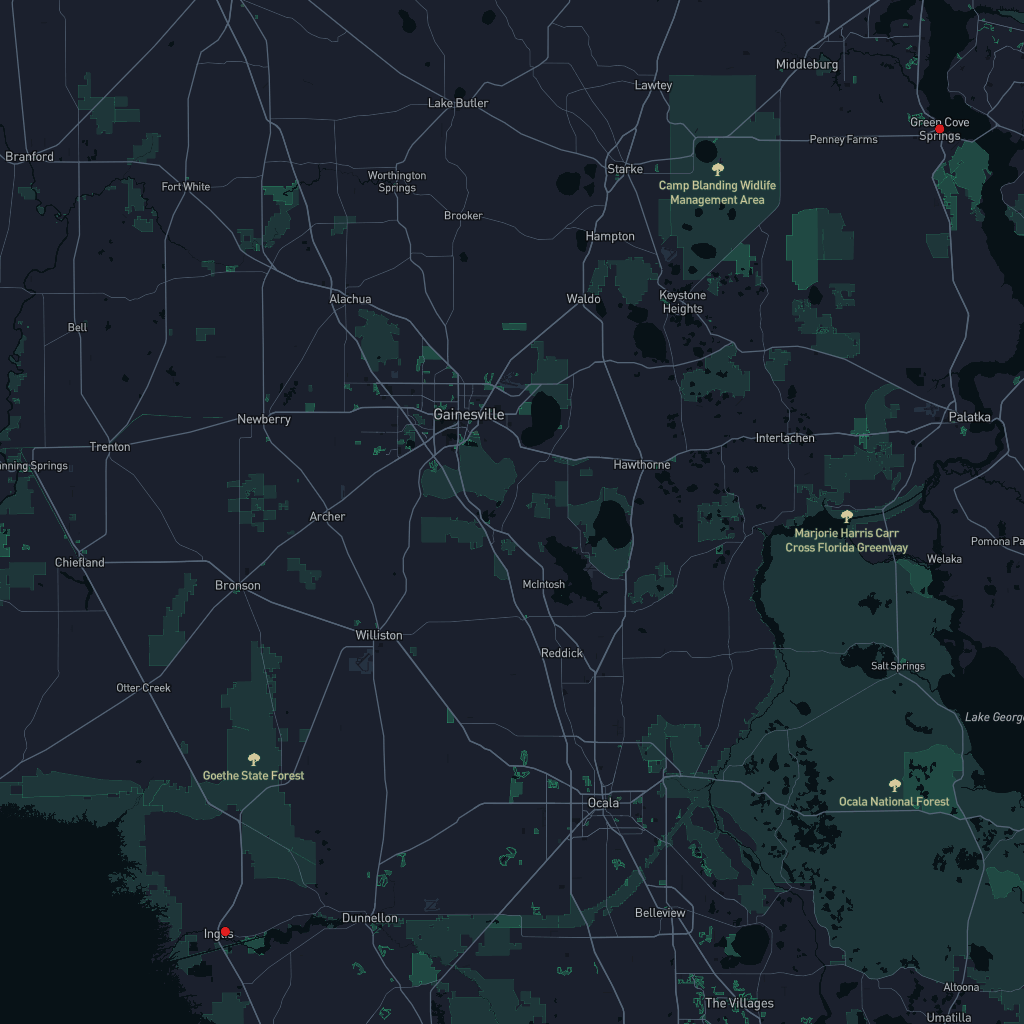 Middleburg
Lawtey
Lake Butler
Green Cove
Springs
Penney Farms
Branford
Starke
Worthington
Springs
Fort White
Camp Blanding Widlife
Management Area
Brooker
Hampton
Alachua
Waldo
Keystone
Heights
Bell
Gainesville
Newberry
Palatka
Interlachen
Trenton
anning Springs
Hawthorne
Archer
Marjorie Harris Carr
Cross Florida Greenway
Pomona Pa
Welaka
Chiefland
McIntosh
Bronson
Williston
Reddick
Salt Springs
Otter Creek
Lake George
Goethe State Forest
Ocala
Ocala National Forest
Belleview
Dunnellon
Inglis
Altoona
The Villages
Umatilla